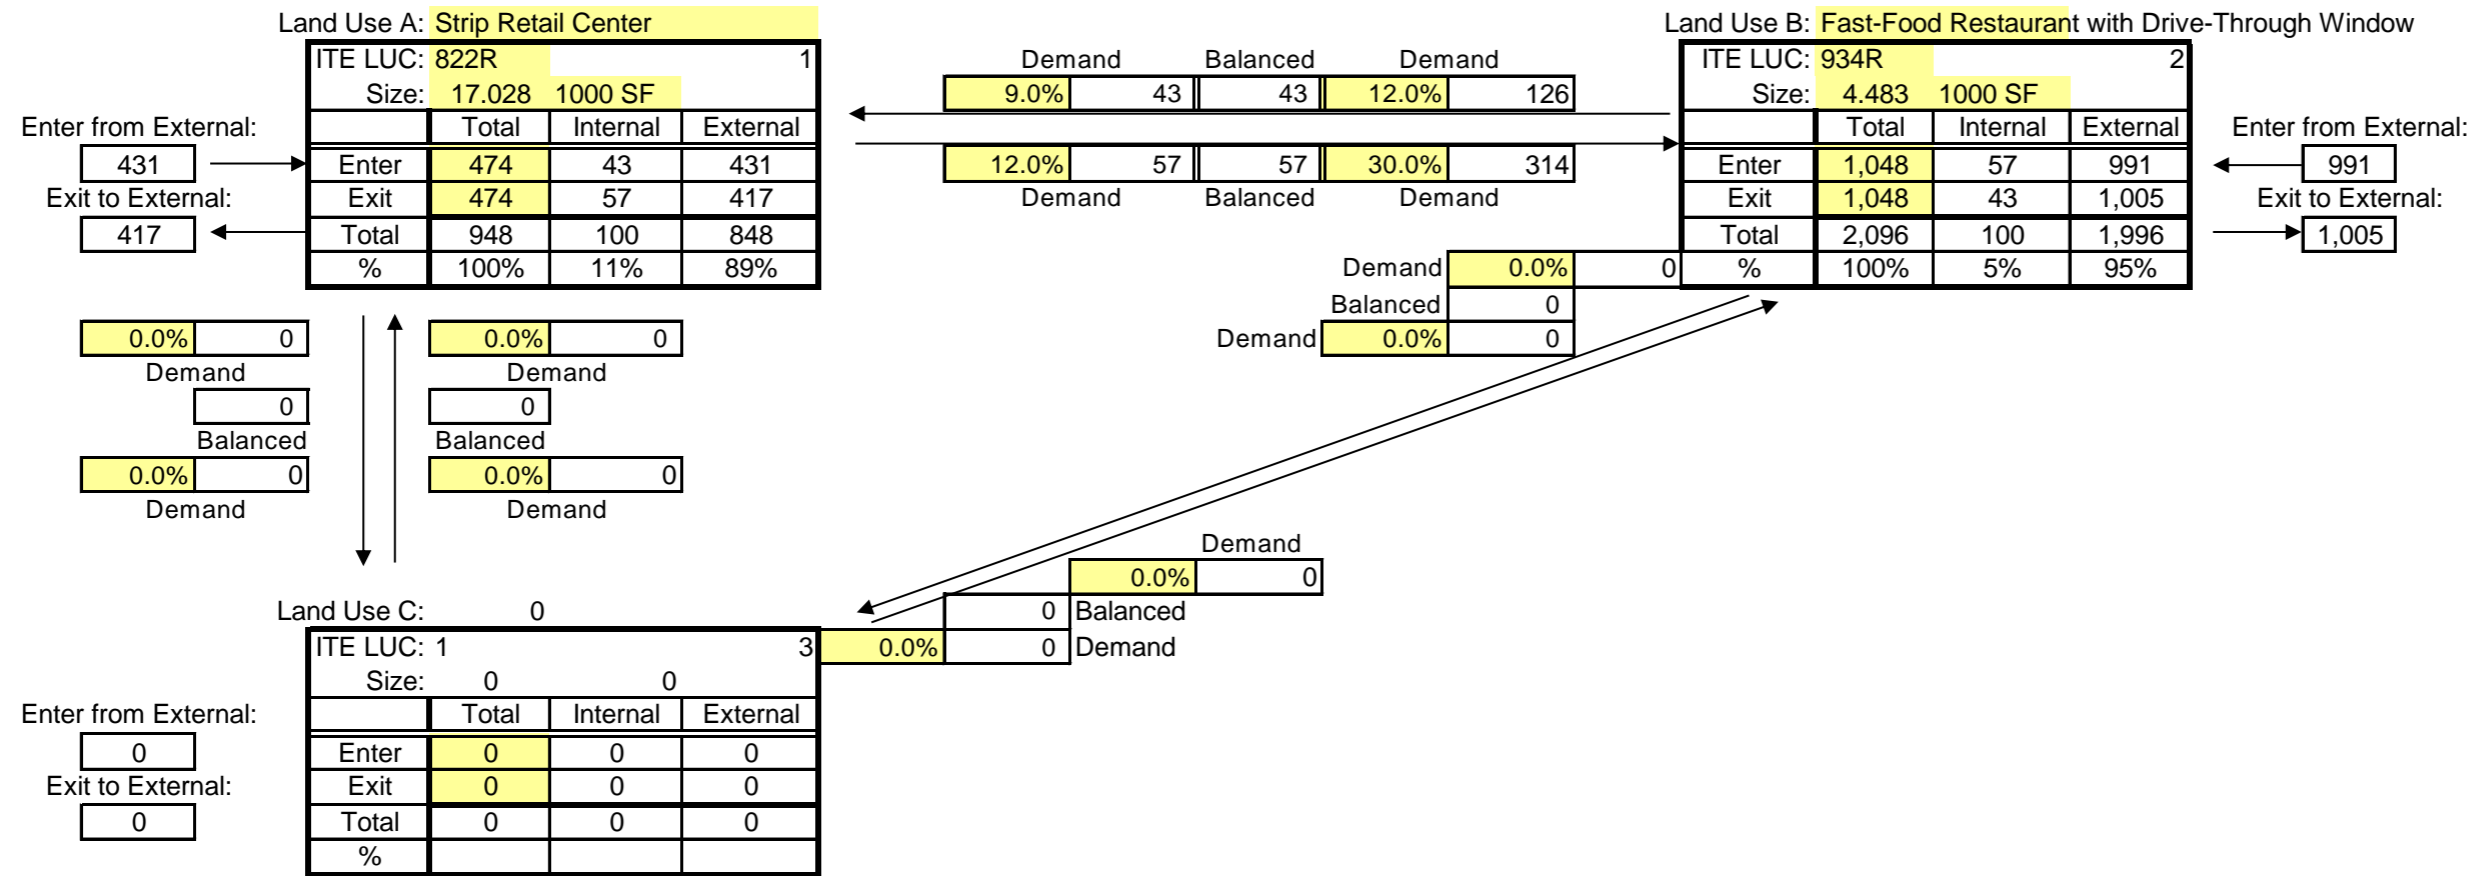 Land Use A: Strip Retail Center Land Use B: Fast-Food Restaurant with Drive-Through Window
ITE LUC: 822R 1 Demand Balanced Demand ITE LUC: 934R 2
Size: 17.028 1000 SF 9.0% 43 43 12.0% 126 Size: 4.483 1000 SF
Enter from External: Total Internal External Total Internal External Enter from External:
431 Enter 474 43 431 12.0% 57 57 30.0% 314 Enter 1,048 57 991 991
Exit to External: Exit 474 57 417 Demand Balanced Demand Exit 1,048 43 1,005 Exit to External:
417 Total 948 100 848 Total 2,096 100 1,996 1,005
% 100% 11% 89% Demand 0.0% 0 % 100% 5% 95%
Balanced 0
0.0% 0 0.0% 0 Demand 0.0% 0
Demand Demand
0 0
Balanced Balanced
0.0% 0 0.0% 0
Demand Demand
Demand
0.0% 0
Land Use C: 0 0 Balanced
ITE LUC: 1 3 0.0% 0 Demand
Size: 0 0
Enter from External: Total Internal External
0 Enter 0 0 0
Exit to External: Exit 0 0 0
0 Total 0 0 0
%